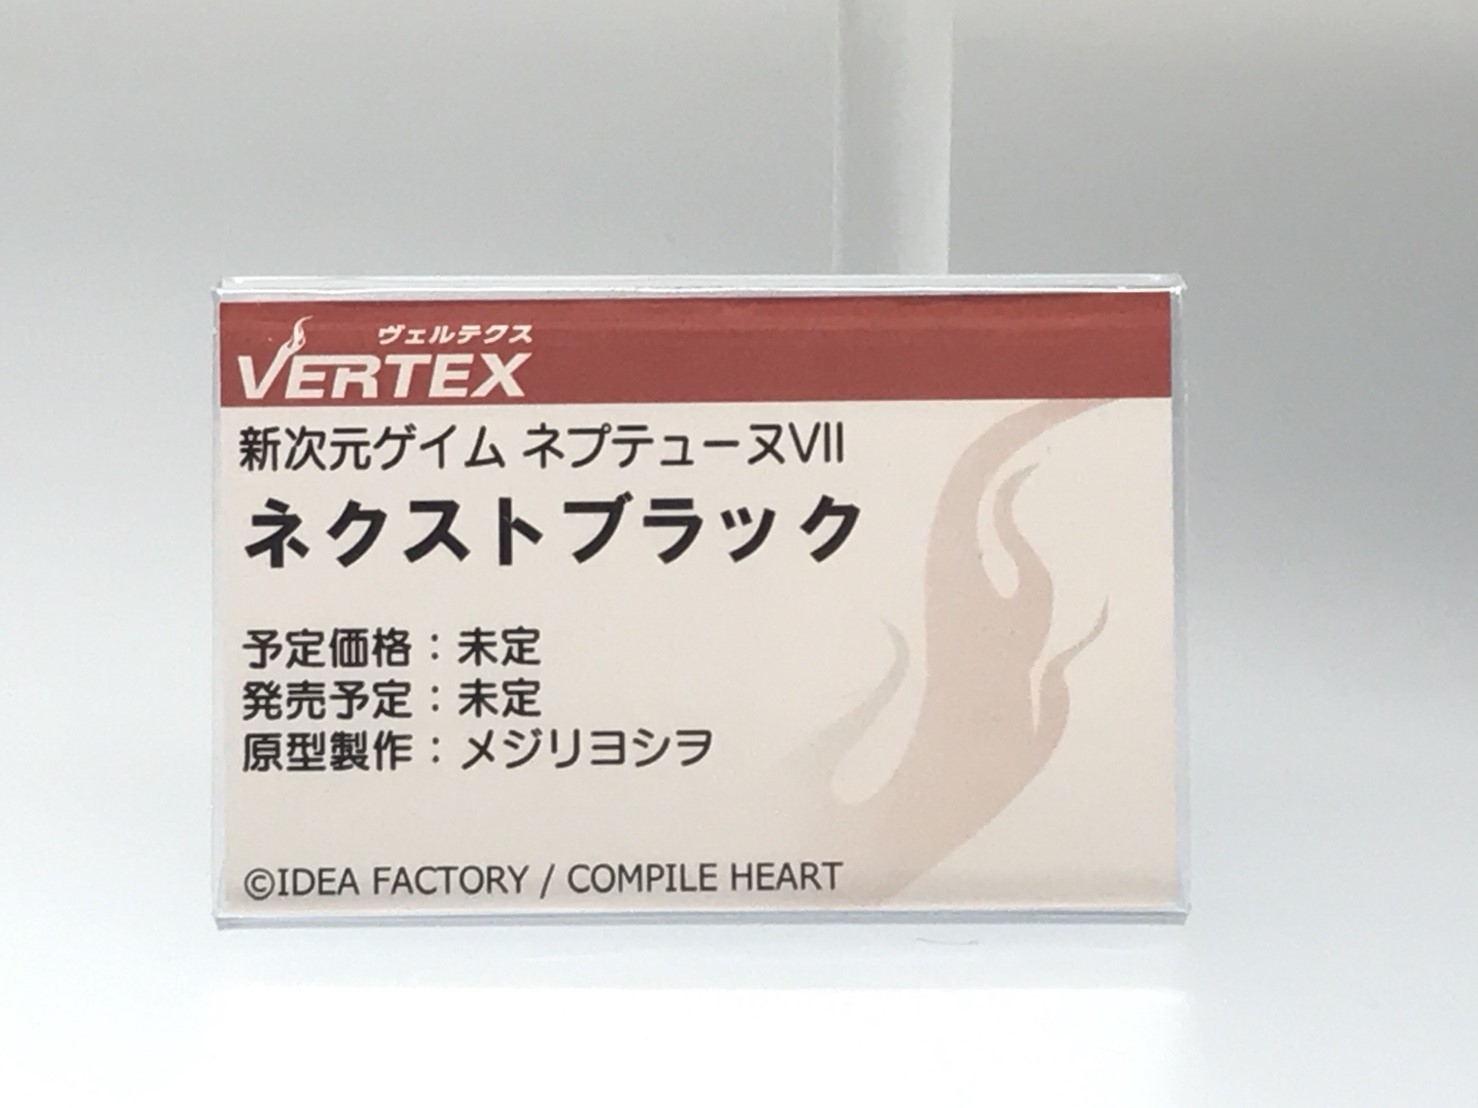 ヴェルテクス
VERTEX
新次元ゲイム ネプテューヌVII
ネクストブラック
予定価格：未定
発売予定：未定
原型製作：メジリヨシヲ
©IDEA FACTORY / COMPILE HEART